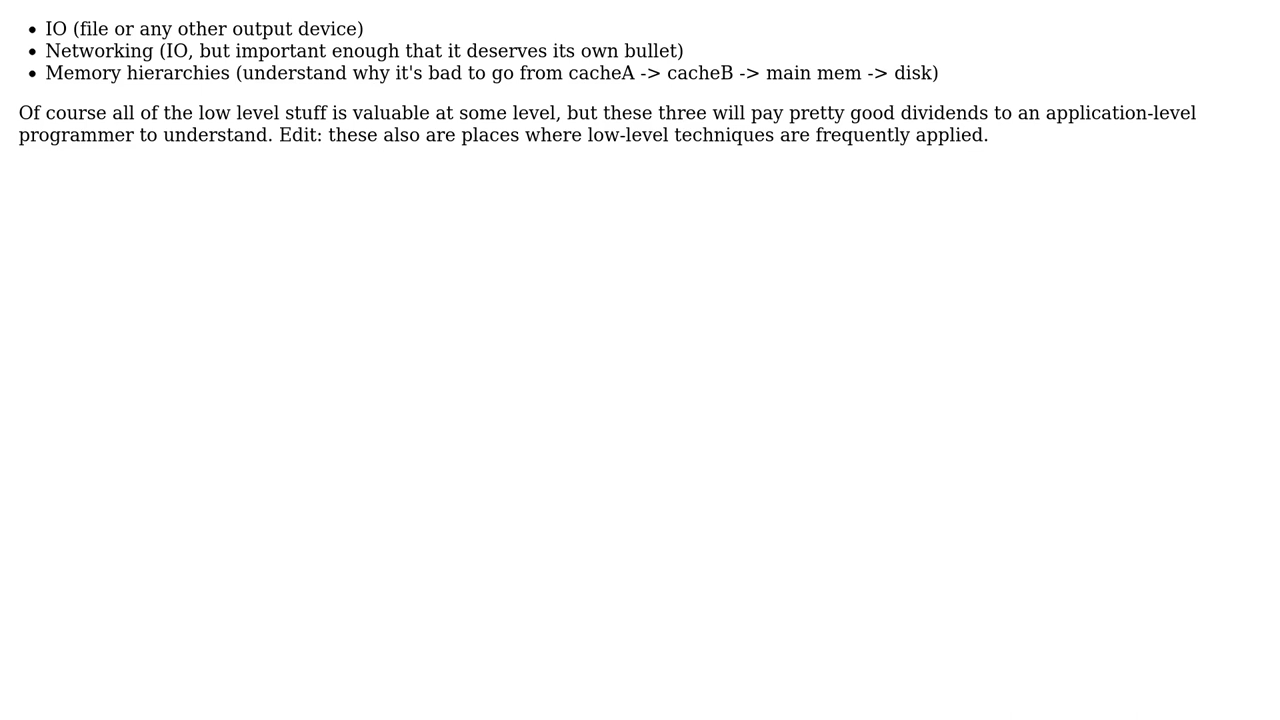 • IO (file or any other output device)
• Networking (IO, but important enough that it deserves its own bullet)
• Memory hierarchies (understand why it's bad to go from cacheA -> cacheB -> main mem -> disk)
Of course all of the low level stuff is valuable at some level, but these three will pay pretty good dividends to an application-level
programmer to understand. Edit: these also are places where low-level techniques are frequently applied.